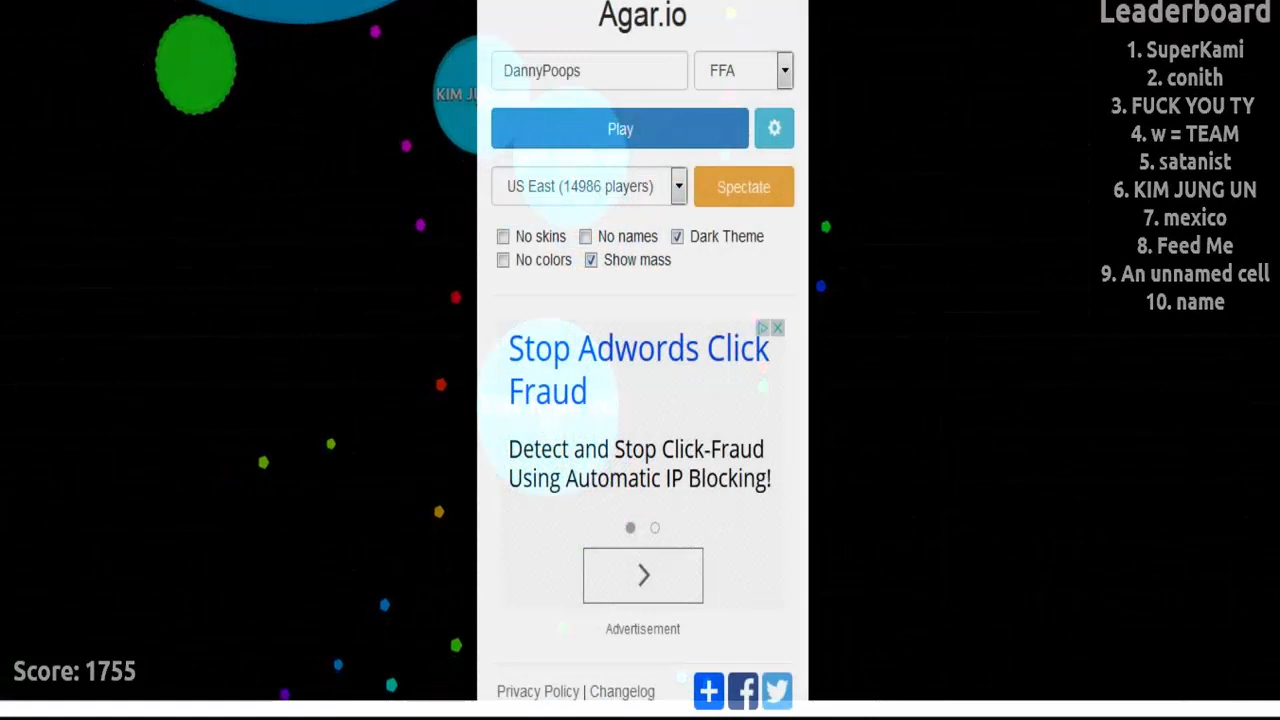 Agar.io
DannyPoops
FFA
Play
US East (14986 players)
Spectate
No skins
No names
Dark Theme
No colors
Show mass
Stop Adwords Click
Fraud
Detect and Stop Click-Fraud
Using Automatic IP Blocking!
Advertisement
Privacy Policy | Changelog
KIM JU
Score: 1755
Leaderboard
1. SuperKami
2. conith
3. FUCK YOU TY
4. w = TEAM
5. satanist
6. KIM JUNG UN
7. mexico
8. Feed Me
9. An unnamed cell
10. name